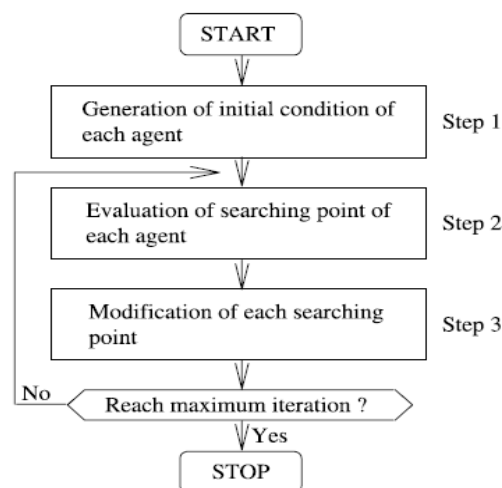 START
Generation of initial condition of
each agent
Step 1
Evaluation of searching point of
each agent
Step 2
Modification of each searching
point
Step 3
No
Reach maximum iteration ?
Yes
STOP